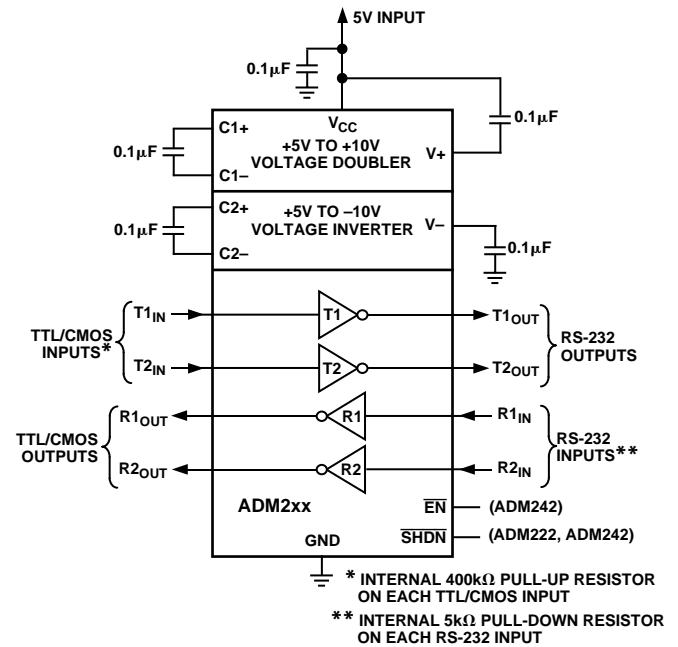 5V INPUT
0.1μF
0.1μF
C1+
VCC
+5V TO +10V
VOLTAGE DOUBLER
V+
0.1μF
C1–
C2+
+5V TO –10V
VOLTAGE INVERTER
V–
0.1μF
C2–
0.1μF
TTL/CMOS
INPUTS*
T1IN
T1
T1OUT
T2IN
T2
T2OUT
RS-232
OUTPUTS
TTL/CMOS
OUTPUTS
R1OUT
R1
R1IN
R2OUT
R2
R2IN
RS-232
INPUTS**
ADM2xx
E̅N̅ (ADM242)
S̅H̅D̅N̅ (ADM222, ADM242)
GND
* INTERNAL 400kΩ PULL-UP RESISTOR
ON EACH TTL/CMOS INPUT
** INTERNAL 5kΩ PULL-DOWN RESISTOR
ON EACH RS-232 INPUT